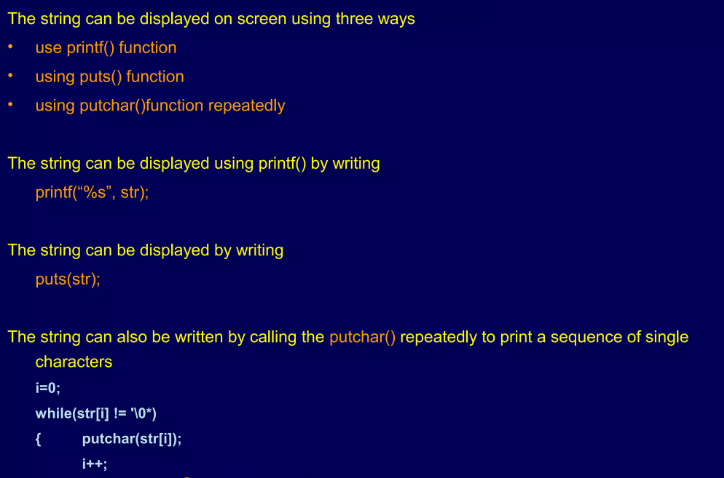 The string can be displayed on screen using three ways
• use printf() function
• using puts() function
• using putchar()function repeatedly
The string can be displayed using printf() by writing
printf(“%s”, str);
The string can be displayed by writing
puts(str);
The string can also be written by calling the putchar() repeatedly to print a sequence of single
characters
i=0;
while(str[i] != '\0*)
{ putchar(str[i]);
i++;